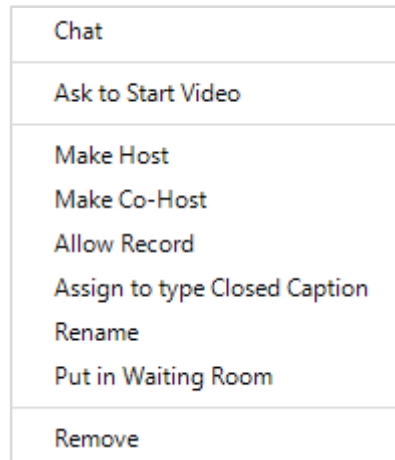 Chat
Ask to Start Video
Make Host
Make Co-Host
Allow Record
Assign to type Closed Caption
Rename
Put in Waiting Room
Remove